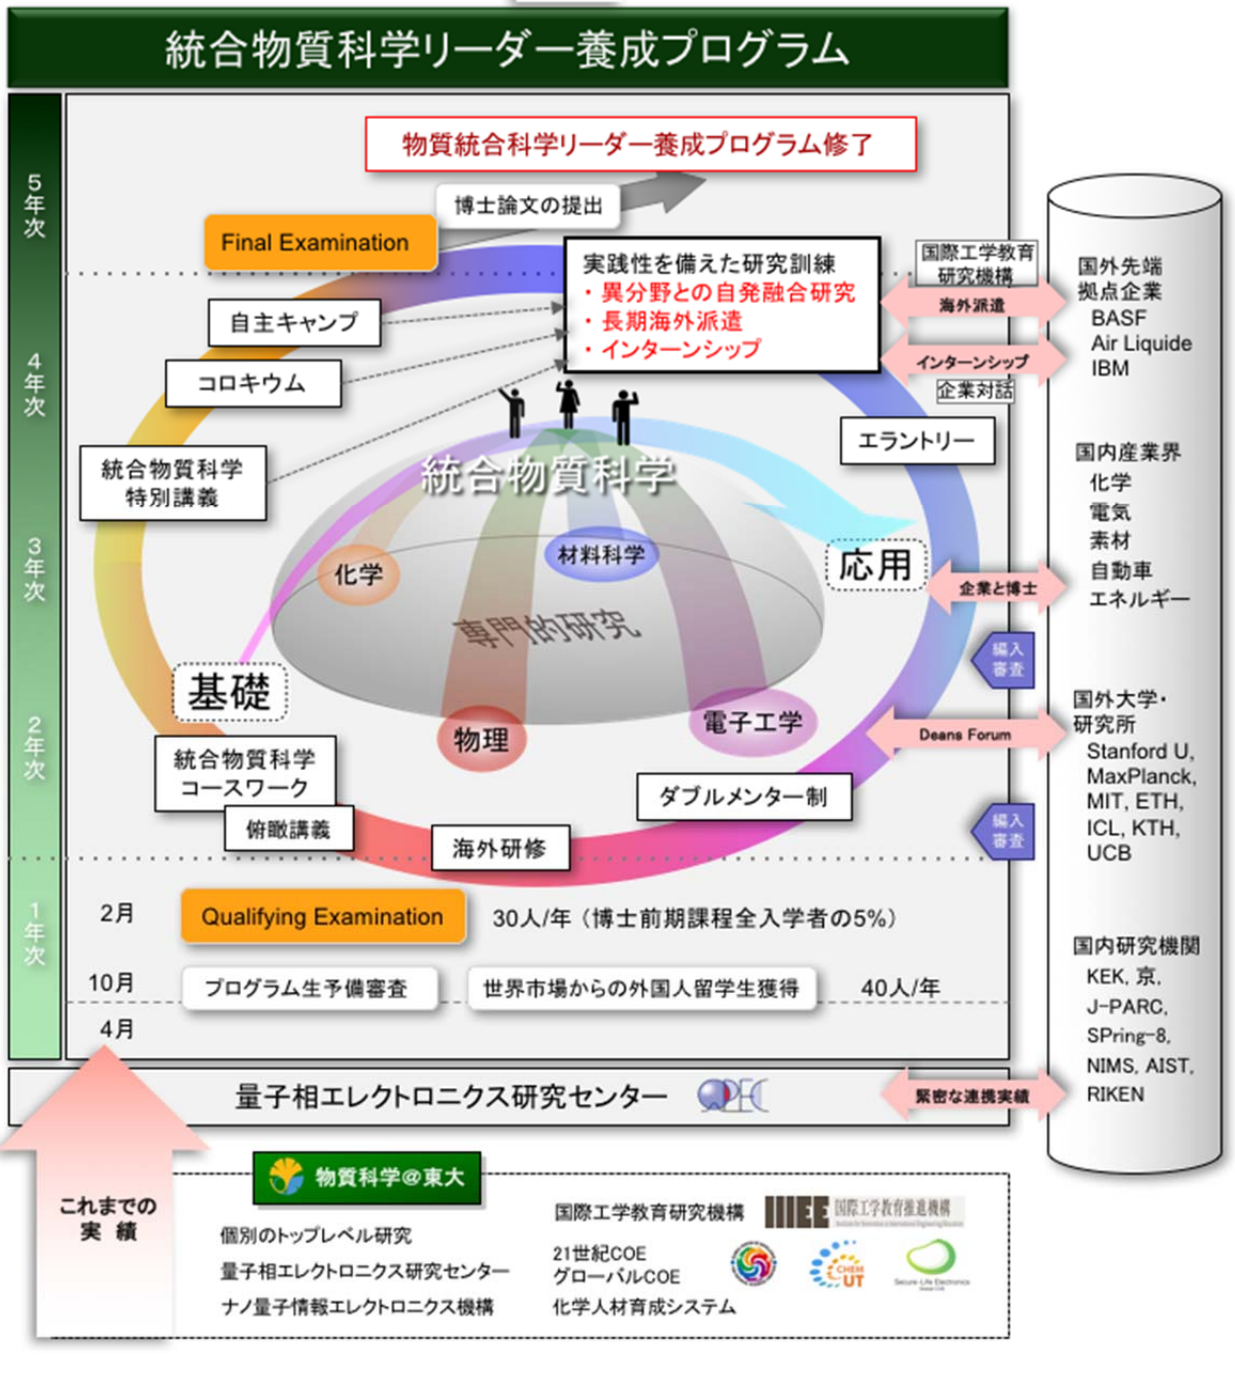 統合物質科学リーダー養成プログラム
物質統合科学リーダー養成プログラム修了
5年次
博士論文の提出
Final Examination
実践性を備えた研究訓練
・異分野との自発融合研究
・長期海外派遣
・インターンシップ
国際工学教育
研究機構
海外派遣
インターンシップ
企業対話
国外先端
拠点企業
BASF
Air Liquide
IBM
自主キャンプ
4年次
コロキウム
エラントリー
統合物質科学
特別講義
統合物質科学
国内産業界
化学
電気
素材
自動車
エネルギー
3年次
化学
材料科学
応用
企業と博士
専門的研究
編入
審査
基礎
2年次
物理
電子工学
Deans Forum
国外大学・
研究所
Stanford U,
MaxPlanck,
MIT, ETH,
ICL, KTH,
UCB
統合物質科学
コースワーク
俯瞰講義
海外研修
ダブルメンター制
編入
審査
1年次
2月
Qualifying Examination
30人/年（博士前期課程全入学者の5%）
10月
プログラム生予備審査
世界市場からの外国人留学生獲得
40人/年
4月
国内研究機関
KEK, 京,
J-PARC,
SPring-8,
NIMS, AIST,
RIKEN
量子相エレクトロニクス研究センター
QPEC
緊密な連携実績
これまでの
実 績
物質科学@東大
個別のトップレベル研究
量子相エレクトロニクス研究センター
ナノ量子情報エレクトロニクス機構
国際工学教育研究機構
IIIEE
国際工学教育推進機構
21世紀COE
グローバルCOE
CHEM
UT
Secure-Life Electronics
化学人材育成システム